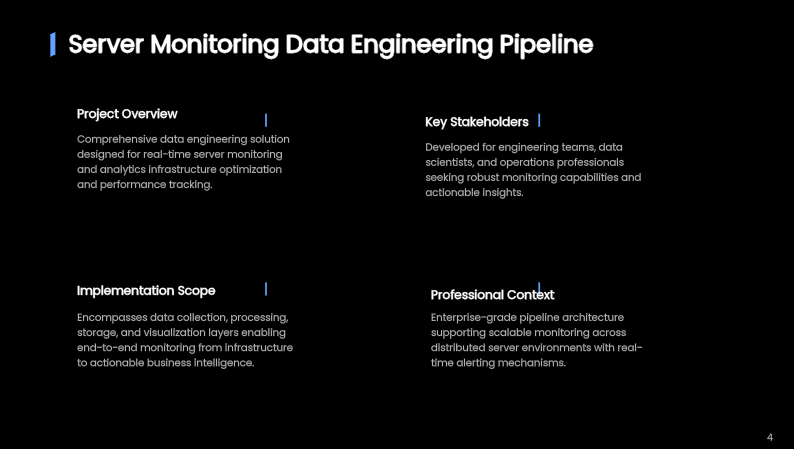 Server Monitoring Data Engineering Pipeline
Project Overview
Comprehensive data engineering solution
designed for real-time server monitoring
and analytics infrastructure optimization
and performance tracking.
Key Stakeholders
Developed for engineering teams, data
scientists, and operations professionals
seeking robust monitoring capabilities and
actionable insights.
Implementation Scope
Encompasses data collection, processing,
storage, and visualization layers enabling
end-to-end monitoring from infrastructure
to actionable business intelligence.
Professional Context
Enterprise-grade pipeline architecture
supporting scalable monitoring across
distributed server environments with real-
time alerting mechanisms.
4